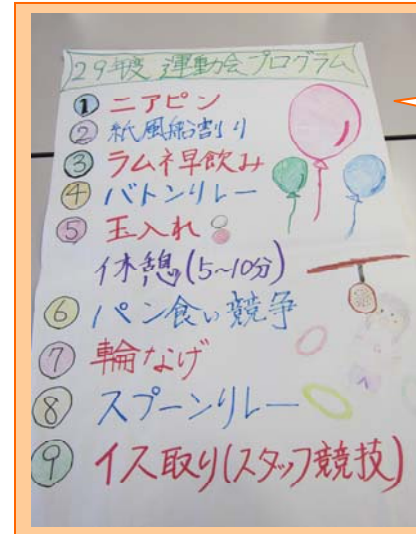 29年度 運動会プログラム
① ニアピン
② 紙風船割り
③ ラムネ早飲み
④ バトンリレー
⑤ 玉入れ
休憩(5~10分)
⑥ パン食い競争
⑦ 輪なげ
⑧ スプーンリレー
⑨ イス取り(スタッフ競技)